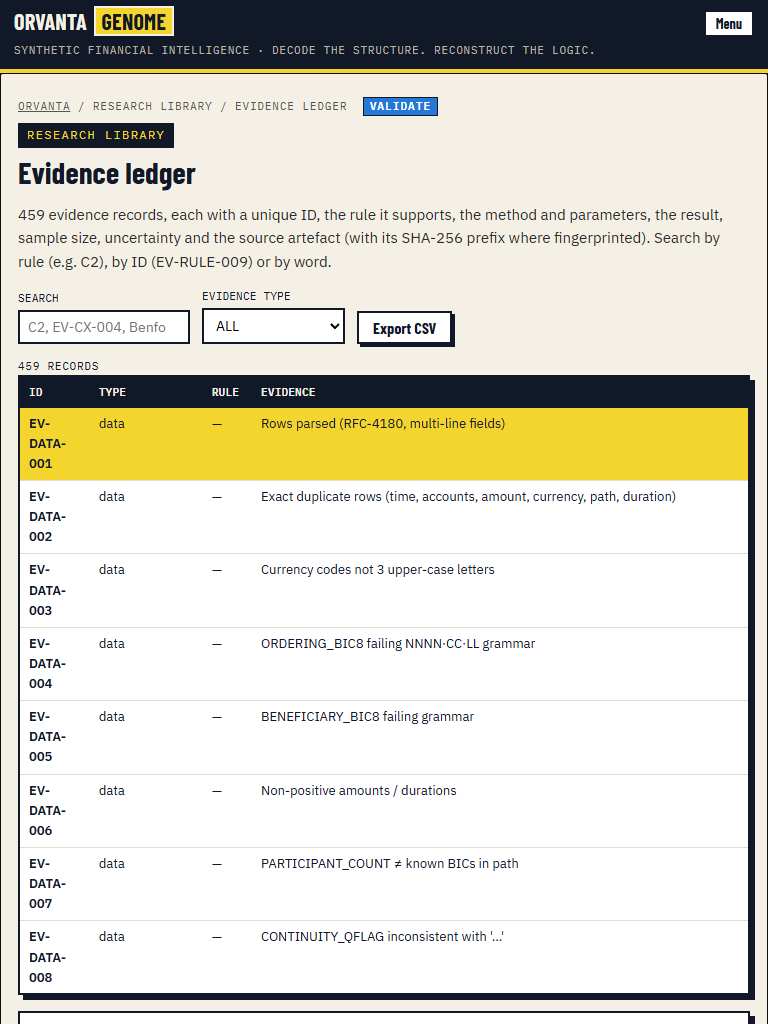 ORVANTA GENOME
Menu
SYNTHETIC FINANCIAL INTELLIGENCE · DECODE THE STRUCTURE. RECONSTRUCT THE LOGIC.
ORVANTA / RESEARCH LIBRARY / EVIDENCE LEDGER VALIDATE
RESEARCH LIBRARY
Evidence ledger
459 evidence records, each with a unique ID, the rule it supports, the method and parameters, the result,
sample size, uncertainty and the source artefact (with its SHA-256 prefix where fingerprinted). Search by
rule (e.g. C2), by ID (EV-RULE-009) or by word.
SEARCH
EVIDENCE TYPE
C2, EV-CX-004, Benfo
ALL
Export CSV
459 RECORDS
ID TYPE RULE EVIDENCE
EV-DATA-001 data — Rows parsed (RFC-4180, multi-line fields)
EV-DATA-002 data — Exact duplicate rows (time, accounts, amount, currency, path, duration)
EV-DATA-003 data — Currency codes not 3 upper-case letters
EV-DATA-004 data — ORDERING_BIC8 failing NNNN·CC·LL grammar
EV-DATA-005 data — BENEFICIARY_BIC8 failing grammar
EV-DATA-006 data — Non-positive amounts / durations
EV-DATA-007 data — PARTICIPANT_COUNT ≠ known BICs in path
EV-DATA-008 data — CONTINUITY_QFLAG inconsistent with '…'